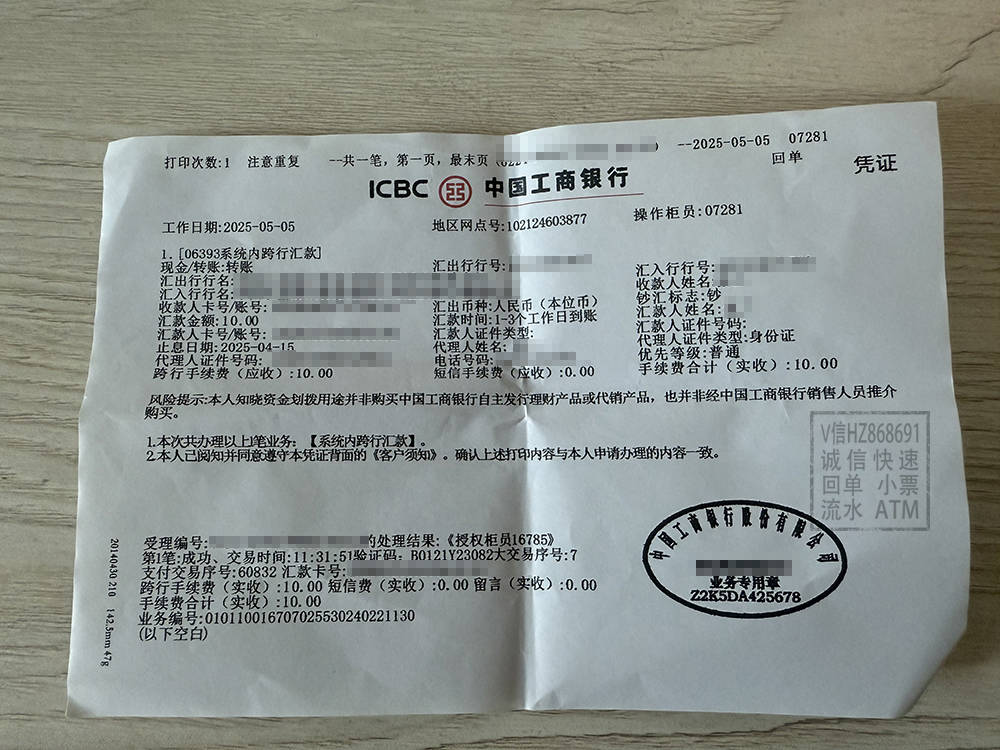 打印次数:1 注意重复 --共一笔，第一页，最末页 --2025-05-05 07281
回单
凭证
ICBC 中国工商银行
工作日期:2025-05-05 地区网点号:102124603877 操作柜员:07281
1.[06393系统内跨行汇款]
现金/转账:转账 汇出行行号: 汇入行行号:
汇出行行名: 收款人姓名
汇入行行名: 钞汇标志:钞
收款人卡号/账号: 汇出币种:人民币（本位币） 汇款人姓名:
汇款金额:10.00 汇款时间:1-3个工作日到账 汇款人证件号码:
汇款人卡号/账号: 汇款人证件类型: 代理人证件类型:身份证
止息日期:2025-04-15 代理人姓名: 优先等级:普通
代理人证件号码: 电话号码: 手续费合计（实收）:10.00
跨行手续费（应收）:10.00 短信手续费（应收）:0.00
风险提示:本人知晓资金划拨用途并非购买中国工商银行自主发行理财产品或代销产品，也并非经中国工商银行销售人员推介
购买。
1.本次共办理以上1笔业务:【系统内跨行汇款】。
2.本人已阅知并同意遵守本凭证背面的《客户须知》。确认上述打印内容与本人申请办理的内容一致。
V信HZ868691
诚信快速
回单 小票
流水 ATM
受理编号: 的处理结果:《授权柜员16785》
第1笔:成功、交易时间:11:31:51验证码: B0121Y23082大交易序号:7
支付交易序号:60832 汇款卡号:
跨行手续费（实收）:10.00 短信费（实收）:0.00 留言（实收）:0.00
手续费合计（实收）:10.00
业务编号:010110016707025530240221130
(以下空白)
中国工商银行股份有限公司
业务专用章
Z2K5DA425678
20140430 210 142.5mm 47g